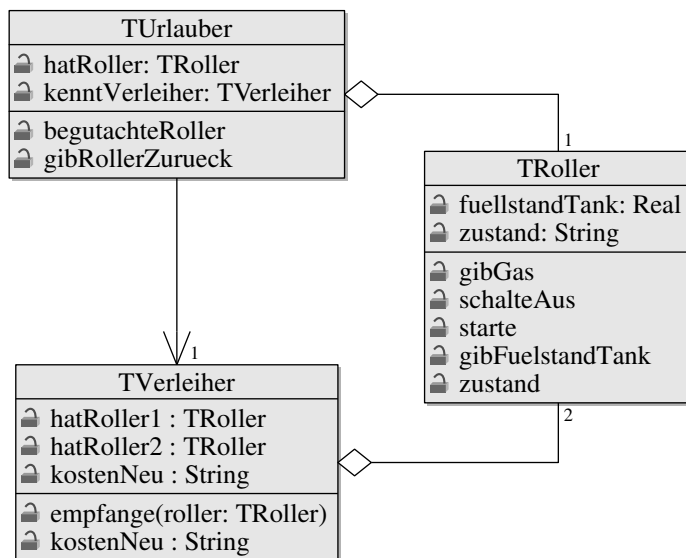 TUrlauber
hatRoller: TRoller
kenntVerleiher: TVerleiher
begutachteRoller
gibRollerZurueck
1
TRoller
fuellstandTank: Real
zustand: String
gibGas
schalteAus
starte
gibFuelstandTank
zustand
2
1
TVerleiher
hatRoller1 : TRoller
hatRoller2 : TRoller
kostenNeu : String
empfange(roller: TRoller)
kostenNeu : String